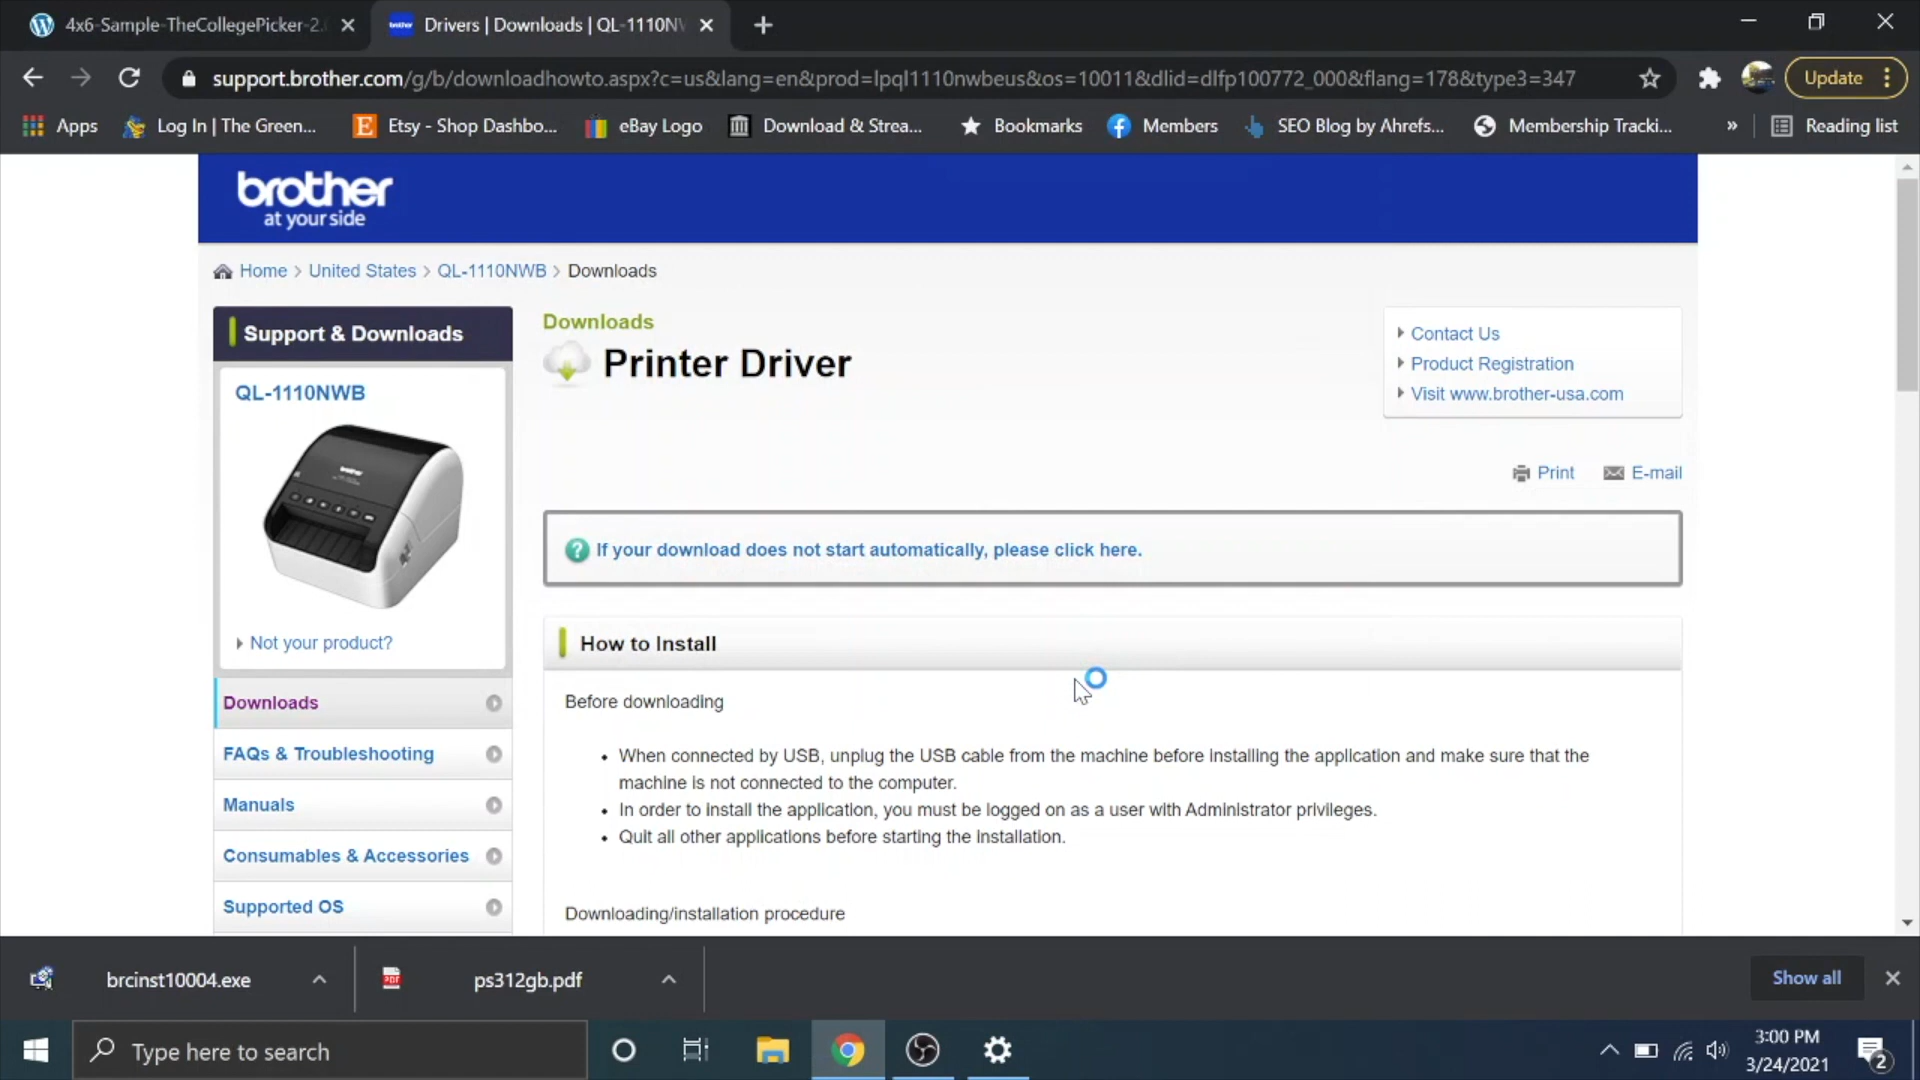 4x6-Sample-TheCollegePicker-2.
Drivers | Downloads | QL-1110NW
support.brother.com/g/b/downloadhowto.aspx?c=us&lang=en&prod=lpql1110nwbeus&os=10011&dlid=dlfp100772_000&flang=178&type3=347
Update
Apps
Log In | The Green...
Etsy - Shop Dashbo...
eBay Logo
Download & Strea...
Bookmarks
Members
SEO Blog by Ahrefs...
Membership Tracki...
»
Reading list
brother
at your side
Home > United States > QL-1110NWB > Downloads
Support & Downloads
QL-1110NWB
Not your product?
Downloads
FAQs & Troubleshooting
Manuals
Consumables & Accessories
Supported OS
Downloads
Printer Driver
Contact Us
Product Registration
Visit www.brother-usa.com
Print
E-mail
If your download does not start automatically, please click here.
How to Install
Before downloading
• When connected by USB, unplug the USB cable from the machine before installing the application and make sure that the
machine is not connected to the computer.
• In order to install the application, you must be logged on as a user with Administrator privileges.
• Quit all other applications before starting the installation.
Downloading/installation procedure
brcinst10004.exe
ps312gb.pdf
Show all
Type here to search
3:00 PM
3/24/2021
2